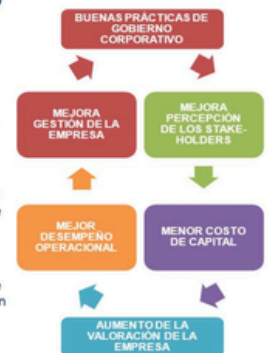 BUENAS PRÁCTICAS DE
GOBIERNO
CORPORATIVO
MEJORA
GESTIÓN DE LA
EMPRESA
MEJORA
PERCEPCIÓN
DE LOS STAKE-
HOLDERS
MEJOR
DESEMPEÑO
OPERACIONAL
MENOR COSTO
DE CAPITAL
AUMENTO DE LA
VALORACIÓN DE LA
EMPRESA